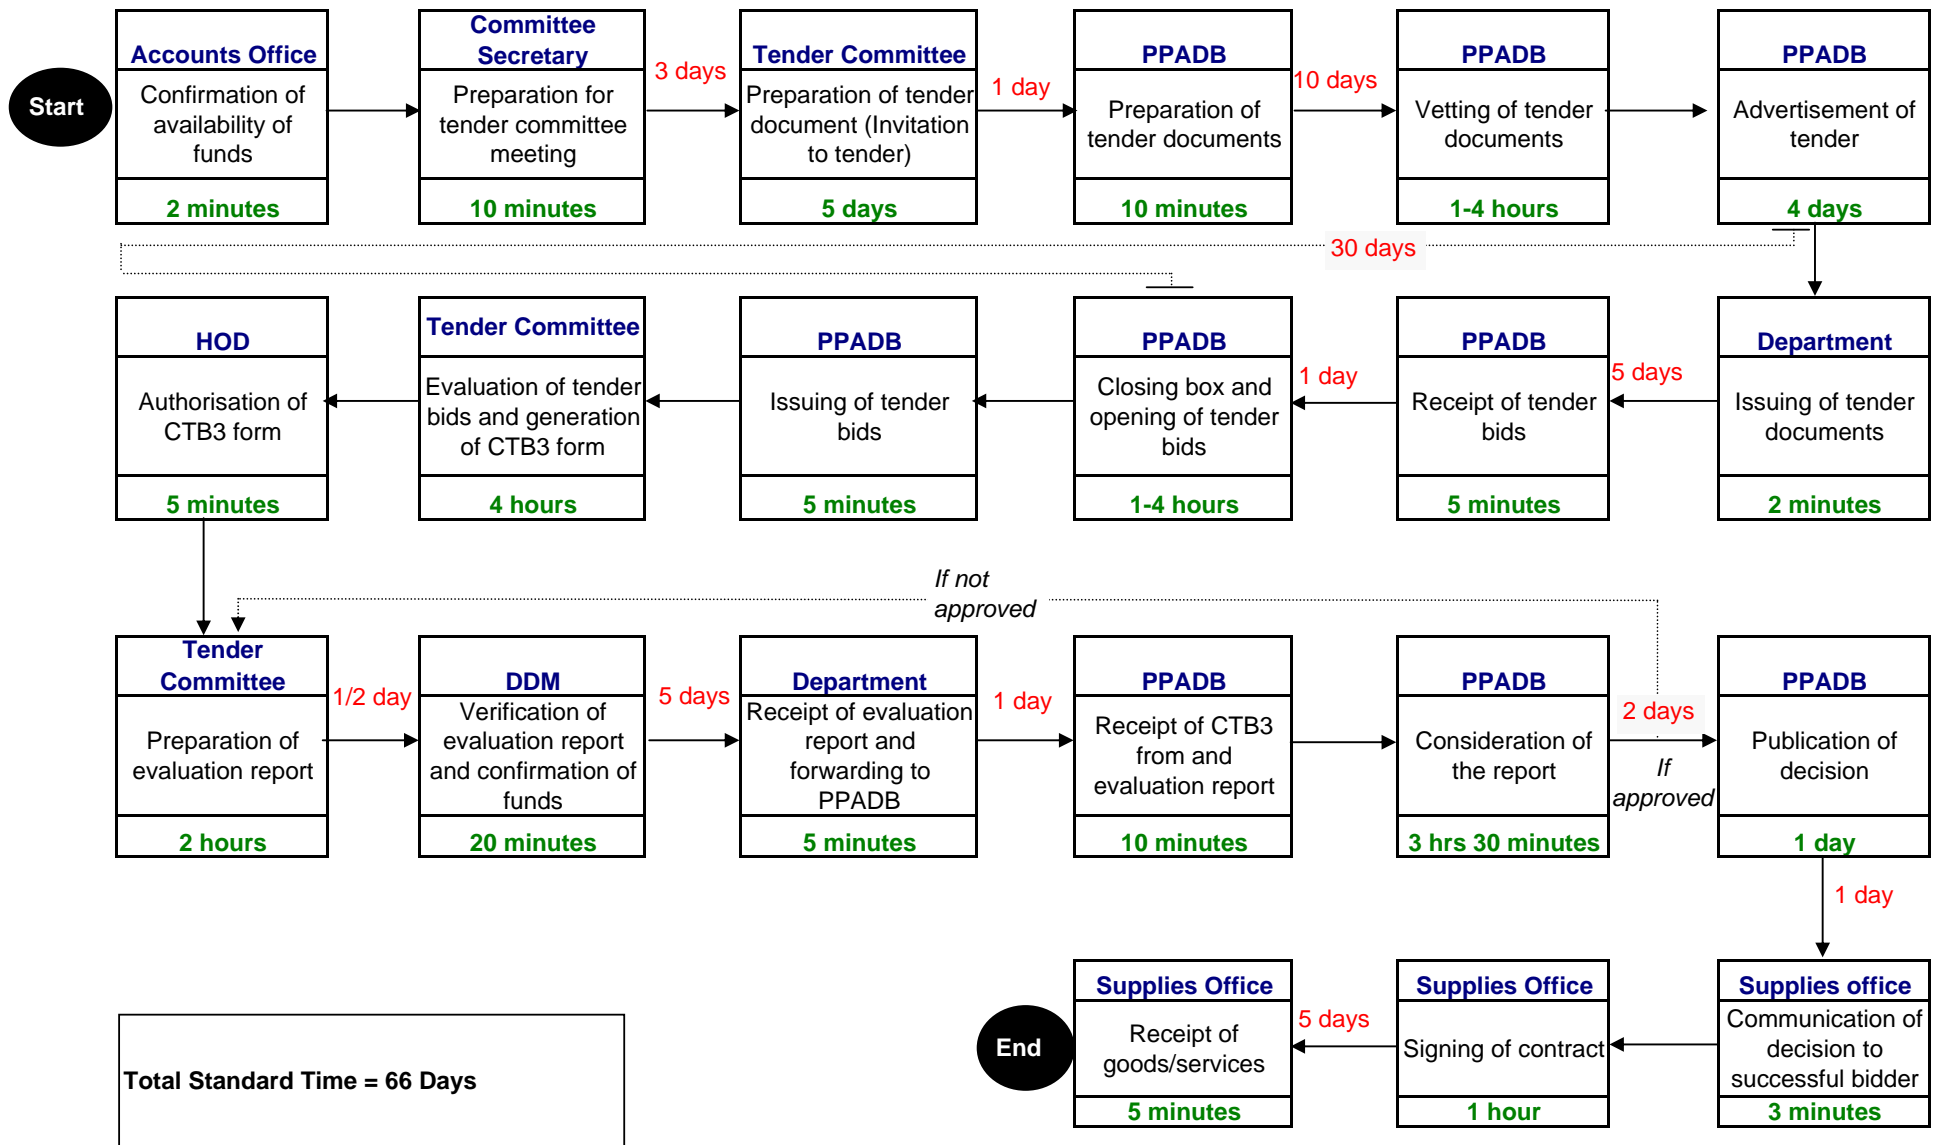 Start
Accounts Office
Confirmation of
availability of
funds
2 minutes
Committee
Secretary
Preparation for
tender committee
meeting
10 minutes
3 days
Tender Committee
Preparation of tender
document (Invitation
to tender)
5 days
1 day
PPADB
Preparation of
tender documents
10 minutes
10 days
PPADB
Vetting of tender
documents
1-4 hours
PPADB
Advertisement of
tender
4 days
30 days
Department
Issuing of tender
documents
2 minutes
5 days
PPADB
Receipt of tender
bids
5 minutes
1 day
PPADB
Closing box and
opening of tender
bids
1-4 hours
PPADB
Issuing of tender
bids
5 minutes
Tender Committee
Evaluation of tender
bids and generation
of CTB3 form
4 hours
HOD
Authorisation of
CTB3 form
5 minutes
If not
approved
Tender
Committee
Preparation of
evaluation report
2 hours
1/2 day
DDM
Verification of
evaluation report
and confirmation of
funds
20 minutes
5 days
Department
Receipt of evaluation
report and
forwarding to
PPADB
5 minutes
1 day
PPADB
Receipt of CTB3
from and
evaluation report
10 minutes
PPADB
Consideration of
the report
3 hrs 30 minutes
2 days
If
approved
PPADB
Publication of
decision
1 day
1 day
Supplies office
Communication of
decision to
successful bidder
3 minutes
Supplies Office
Signing of contract
1 hour
5 days
Supplies Office
Receipt of
goods/services
5 minutes
End
Total Standard Time = 66 Days